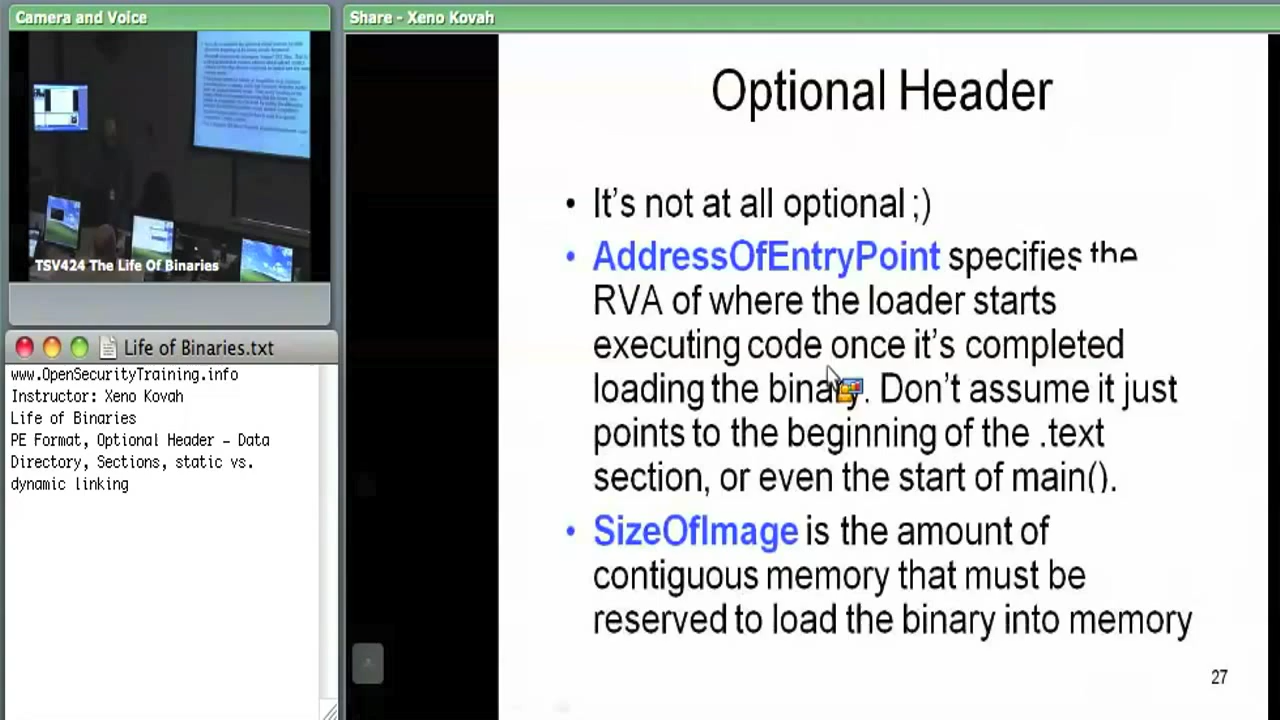 Camera and Voice
Share - Xeno Kovah
TSV424 The Life Of Binaries
Life of Binaries.txt
www.OpenSecurityTraining.info
Instructor: Xeno Kovah
Life of Binaries
PE Format, Optional Header – Data
Directory, Sections, static vs.
dynamic linking
Optional Header
• It's not at all optional ;)
• AddressOfEntryPoint specifies the
RVA of where the loader starts
executing code once it's completed
loading the binary. Don't assume it just
points to the beginning of the .text
section, or even the start of main().
• SizeOfImage is the amount of
contiguous memory that must be
reserved to load the binary into memory
27